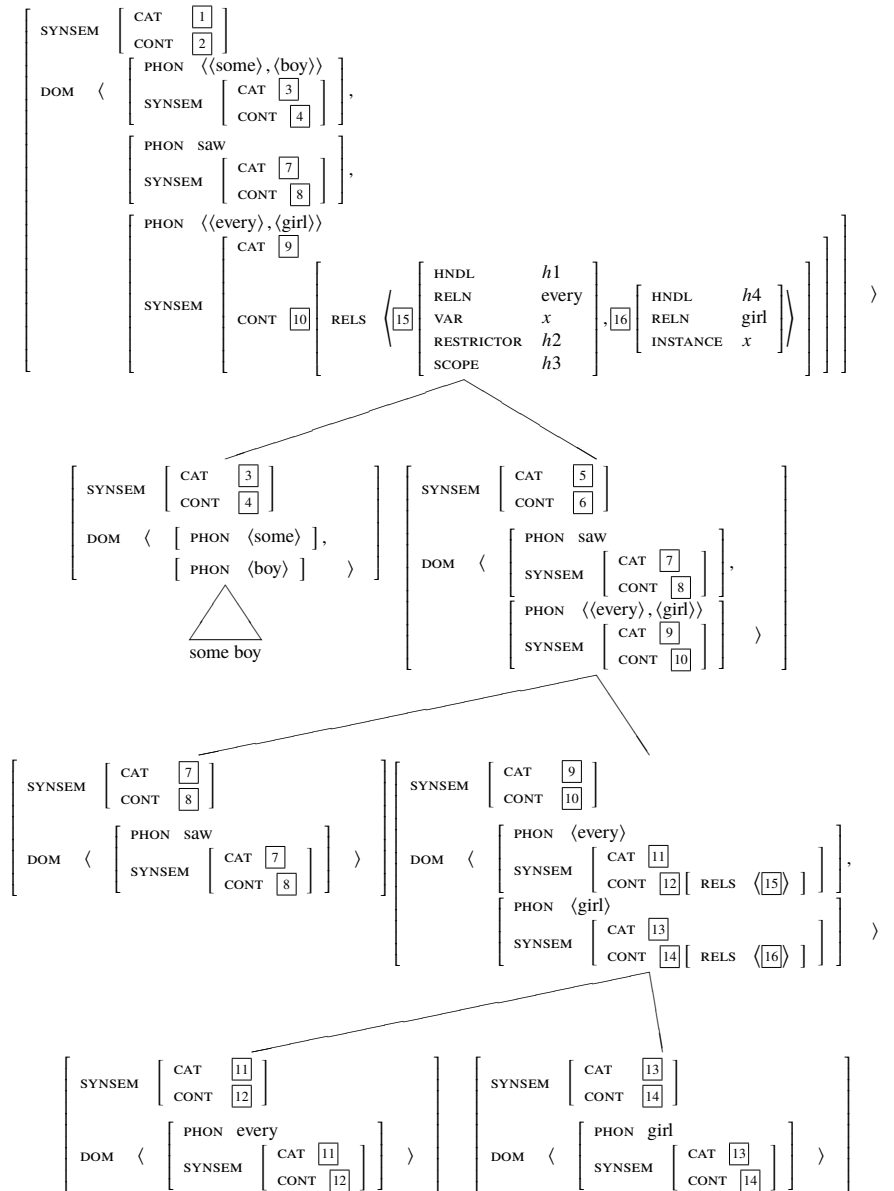 SYNSEM [ CAT 1
CONT 2 ]
DOM ⟨ [ PHON ⟨⟨some⟩,⟨boy⟩⟩
SYNSEM [ CAT 3
CONT 4 ] ],
[ PHON saw
SYNSEM [ CAT 7
CONT 8 ] ],
[ PHON ⟨⟨every⟩,⟨girl⟩⟩
SYNSEM [ CAT 9
CONT 10 [ RELS ⟨ 15 [ HNDL h1
RELN every
VAR x
RESTRICTOR h2
SCOPE h3 ], 16 [ HNDL h4
RELN girl
INSTANCE x ] ⟩ ] ] ] ⟩
SYNSEM [ CAT 3
CONT 4 ]
DOM ⟨ [ PHON ⟨some⟩ ],
[ PHON ⟨boy⟩ ] ⟩
some boy
SYNSEM [ CAT 5
CONT 6 ]
DOM ⟨ [ PHON saw
SYNSEM [ CAT 7
CONT 8 ] ],
[ PHON ⟨⟨every⟩,⟨girl⟩⟩
SYNSEM [ CAT 9
CONT 10 ] ] ⟩
SYNSEM [ CAT 7
CONT 8 ]
DOM ⟨ [ PHON saw
SYNSEM [ CAT 7
CONT 8 ] ] ⟩
SYNSEM [ CAT 9
CONT 10 ]
DOM ⟨ [ PHON ⟨every⟩
SYNSEM [ CAT 11
CONT 12 [ RELS ⟨15⟩ ] ] ],
[ PHON ⟨girl⟩
SYNSEM [ CAT 13
CONT 14 [ RELS ⟨16⟩ ] ] ] ⟩
SYNSEM [ CAT 11
CONT 12 ]
DOM ⟨ [ PHON every
SYNSEM [ CAT 11
CONT 12 ] ] ⟩
SYNSEM [ CAT 13
CONT 14 ]
DOM ⟨ [ PHON girl
SYNSEM [ CAT 13
CONT 14 ] ] ⟩